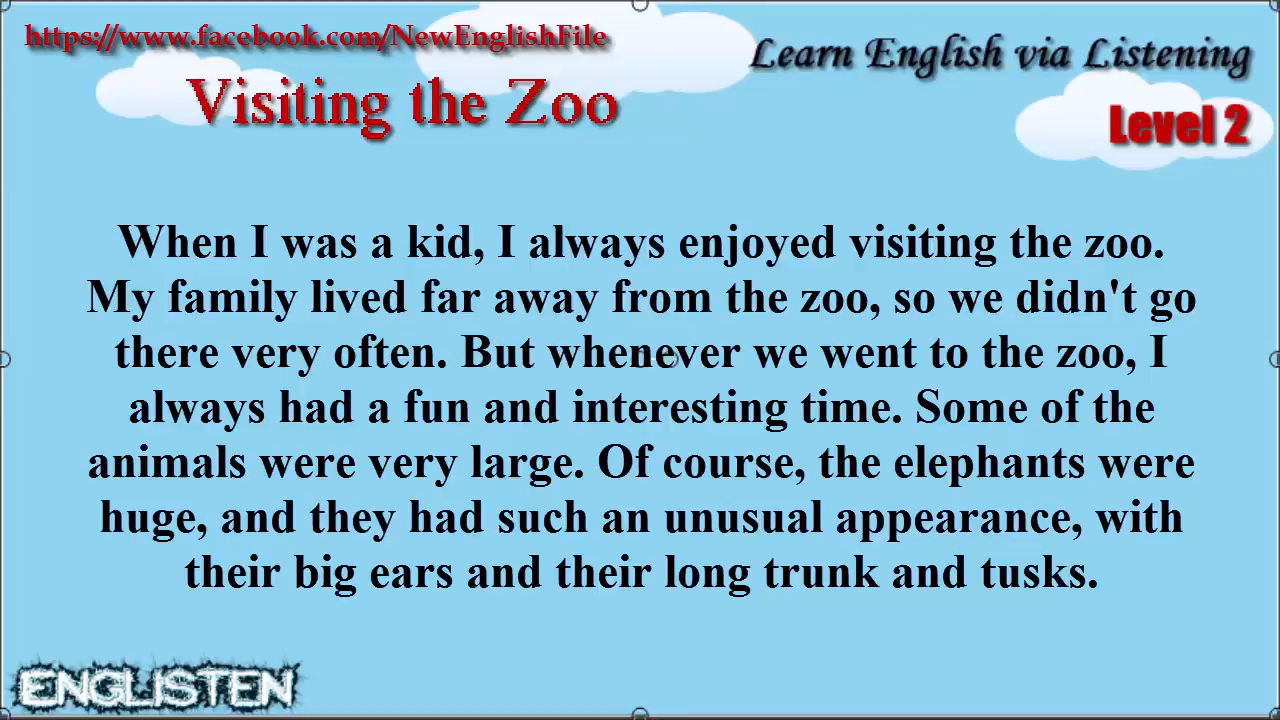 https://www.facebook.com/NewEnglishFile
Learn English via Listening
Visiting the Zoo
Level 2
When I was a kid, I always enjoyed visiting the zoo.
My family lived far away from the zoo, so we didn't go
there very often. But whenever we went to the zoo, I
always had a fun and interesting time. Some of the
animals were very large. Of course, the elephants were
huge, and they had such an unusual appearance, with
their big ears and their long trunk and tusks.
ENGLISTEN